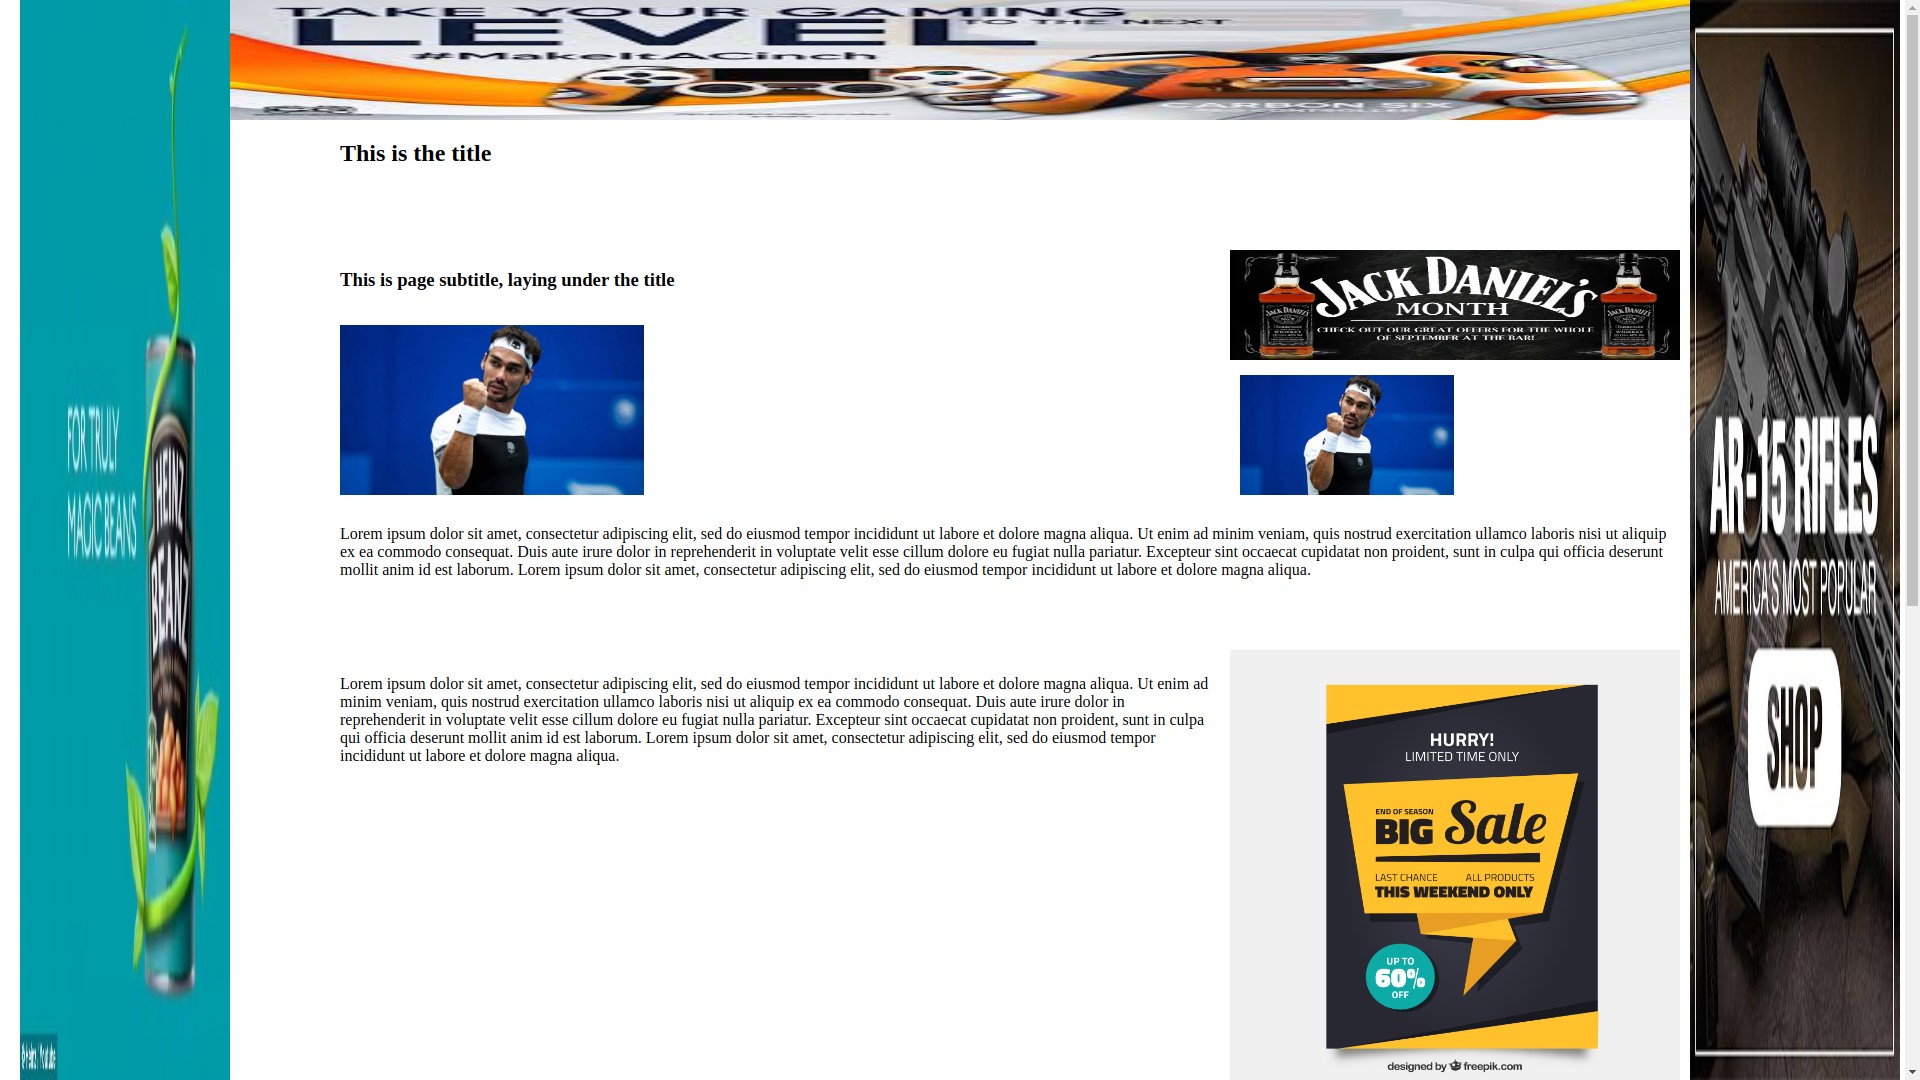 TAKE YOUR GAMING
LEVEL TO THE NEXT
#MakeItACinch
CARBON SIX
This is the title
This is page subtitle, laying under the title
JACK DANIEL'S
MONTH
CHECK OUT OUR GREAT OFFERS FOR THE WHOLE
OF SEPTEMBER AT THE BAR!
FOR TRULY
MAGIC BEANS
HEINZ
BEANZ
AR-15 RIFLES
AMERICA'S MOST POPULAR
SHOP
Lorem ipsum dolor sit amet, consectetur adipiscing elit, sed do eiusmod tempor incididunt ut labore et dolore magna aliqua. Ut enim ad minim veniam, quis nostrud exercitation ullamco laboris nisi ut aliquip
ex ea commodo consequat. Duis aute irure dolor in reprehenderit in voluptate velit esse cillum dolore eu fugiat nulla pariatur. Excepteur sint occaecat cupidatat non proident, sunt in culpa qui officia deserunt
mollit anim id est laborum. Lorem ipsum dolor sit amet, consectetur adipiscing elit, sed do eiusmod tempor incididunt ut labore et dolore magna aliqua.
Lorem ipsum dolor sit amet, consectetur adipiscing elit, sed do eiusmod tempor incididunt ut labore et dolore magna aliqua. Ut enim ad
minim veniam, quis nostrud exercitation ullamco laboris nisi ut aliquip ex ea commodo consequat. Duis aute irure dolor in
reprehenderit in voluptate velit esse cillum dolore eu fugiat nulla pariatur. Excepteur sint occaecat cupidatat non proident, sunt in culpa
qui officia deserunt mollit anim id est laborum. Lorem ipsum dolor sit amet, consectetur adipiscing elit, sed do eiusmod tempor
incididunt ut labore et dolore magna aliqua.
HURRY!
LIMITED TIME ONLY
END OF SEASON
BIG Sale
LAST CHANCE ALL PRODUCTS
THIS WEEKEND ONLY
UP TO
60%
OFF
designed by freepik.com